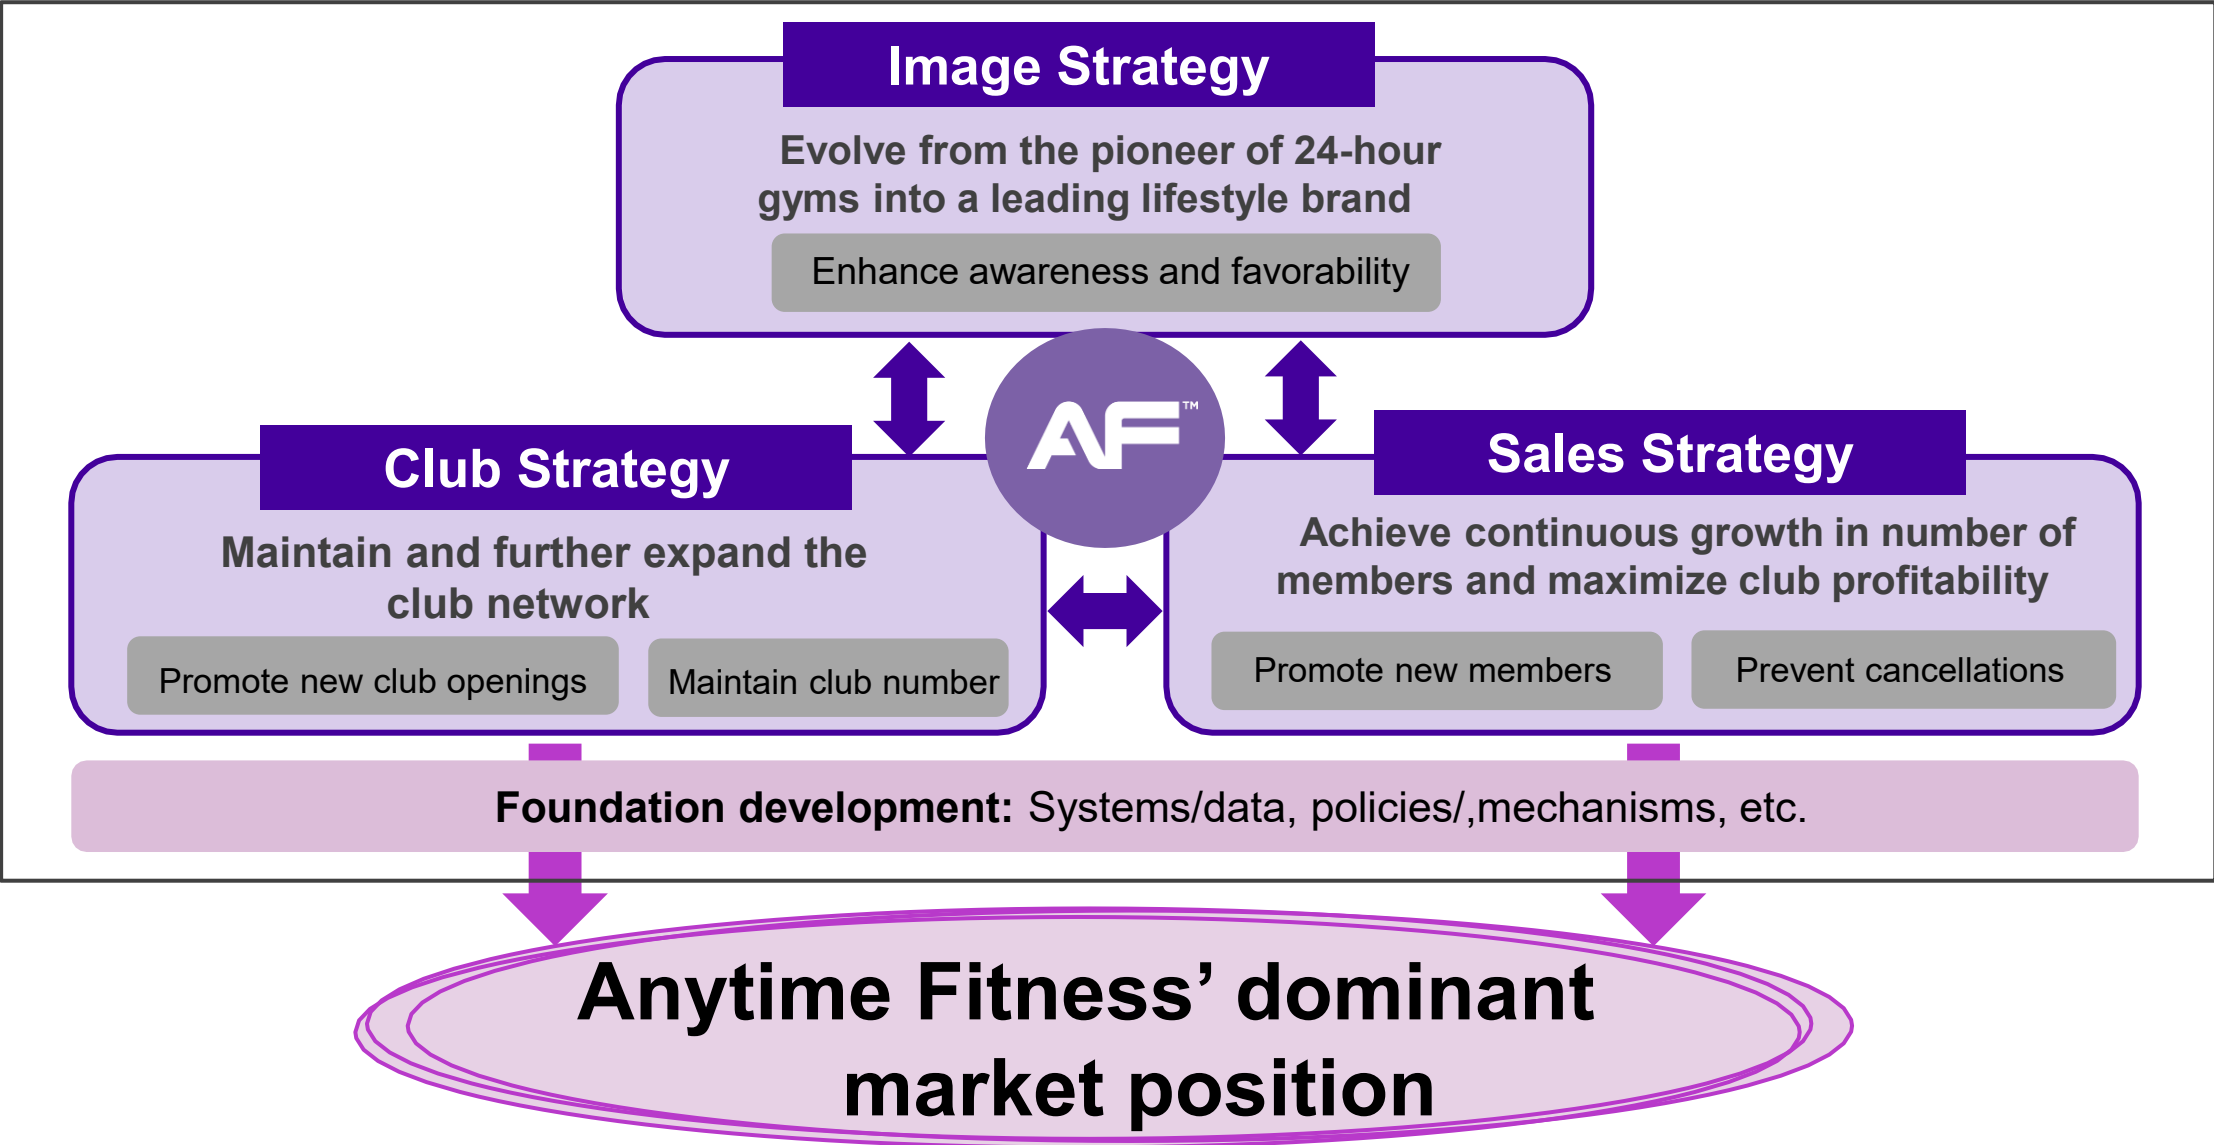 Image Strategy
Evolve from the pioneer of 24-hour
gyms into a leading lifestyle brand
Enhance awareness and favorability
AF™
Club Strategy
Maintain and further expand the
club network
Promote new club openings
Maintain club number
Sales Strategy
Achieve continuous growth in number of
members and maximize club profitability
Promote new members
Prevent cancellations
Foundation development: Systems/data, policies/,mechanisms, etc.
Anytime Fitness’ dominant
market position